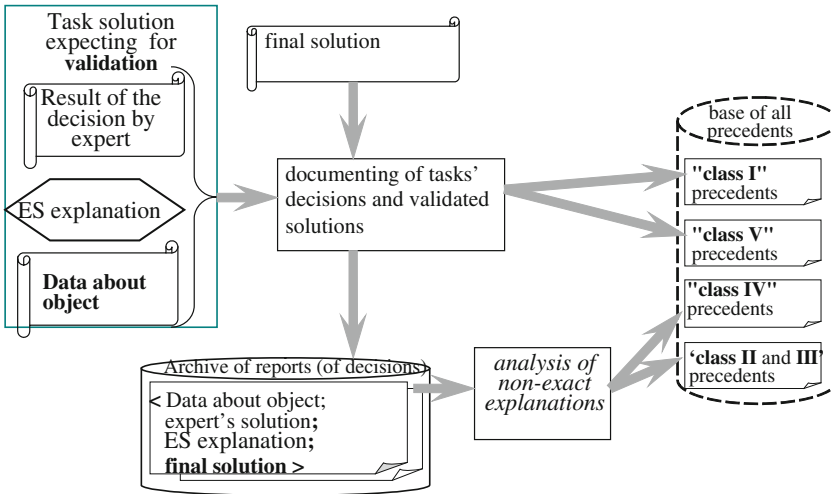 Task solution
expecting for
validation
Result of the
decision by
expert
ES explanation
Data about
object
final solution
documenting of tasks'
decisions and validated
solutions
base of all
precedents
"class I"
precedents
"class V"
precedents
"class IV"
precedents
‘class II and III’
precedents
Archive of reports (of decisions)
< Data about object;
expert's solution;
ES explanation;
final solution >
analysis of
non-exact
explanations